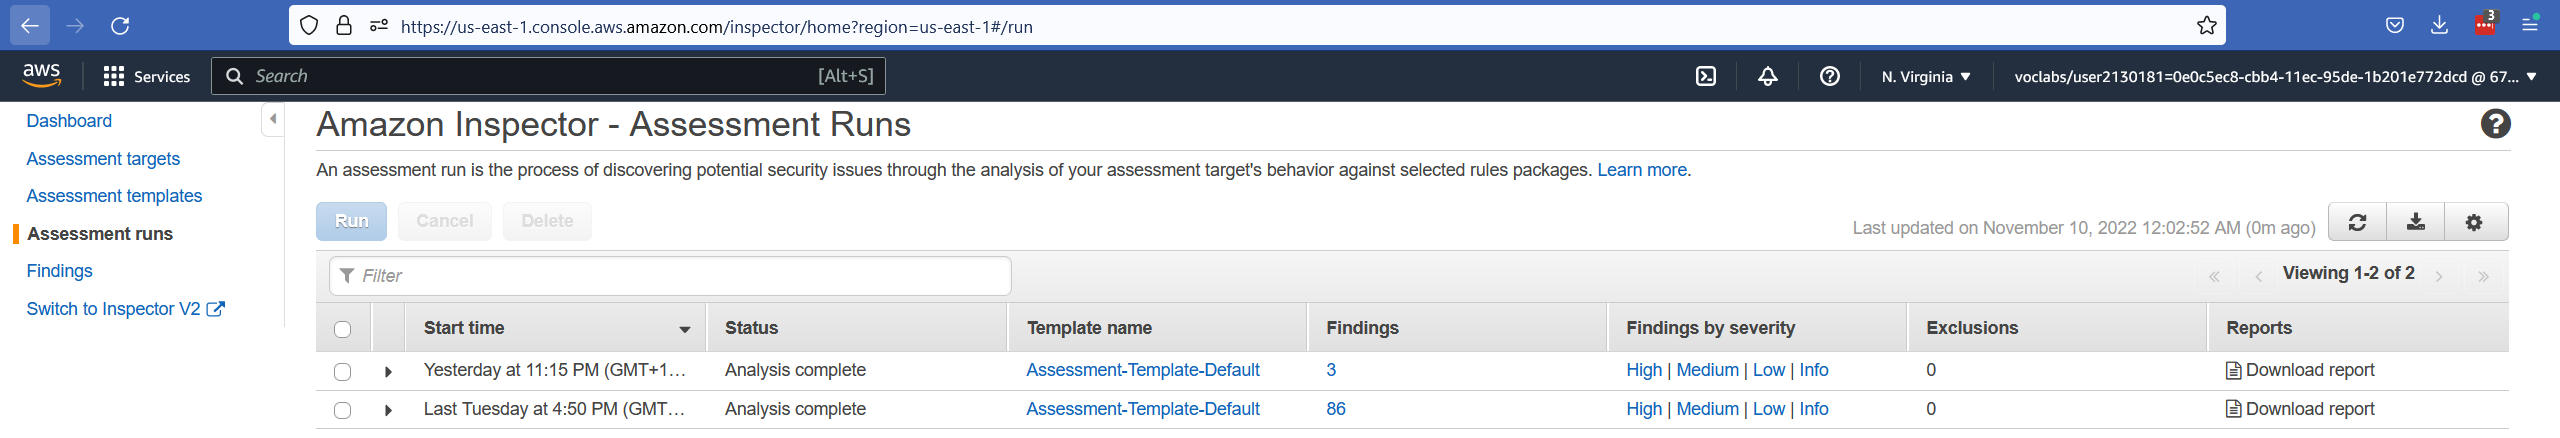 https://us-east-1.console.aws.amazon.com/inspector/home?region=us-east-1#/run
3
aws
Services
Search
[Alt+S]
N. Virginia
voclabs/user2130181=0e0c5ec8-cbb4-11ec-95de-1b201e772dcd @ 67...
Dashboard
Assessment targets
Assessment templates
Assessment runs
Findings
Switch to Inspector V2
Amazon Inspector - Assessment Runs
?
An assessment run is the process of discovering potential security issues through the analysis of your assessment target's behavior against selected rules packages. Learn more.
Run Cancel Delete
Last updated on November 10, 2022 12:02:52 AM (0m ago)
Filter
Viewing 1-2 of 2
Start time Status Template name Findings Findings by severity Exclusions Reports
Yesterday at 11:15 PM (GMT+1... Analysis complete Assessment-Template-Default 3 High | Medium | Low | Info 0 Download report
Last Tuesday at 4:50 PM (GMT... Analysis complete Assessment-Template-Default 86 High | Medium | Low | Info 0 Download report